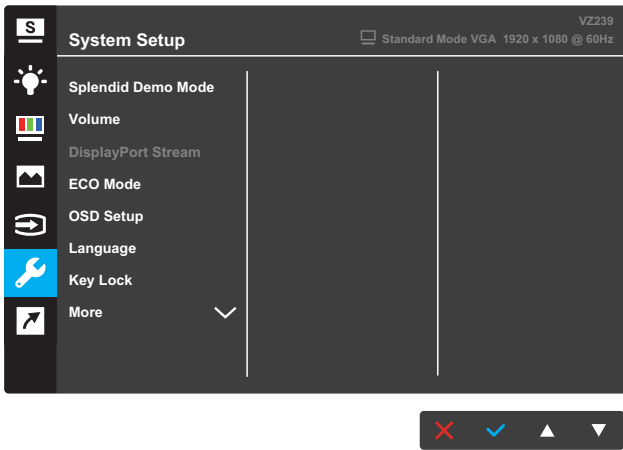 S
VZ239
System Setup
Standard Mode VGA 1920 x 1080 @ 60Hz
Splendid Demo Mode
Volume
DisplayPort Stream
ECO Mode
OSD Setup
Language
Key Lock
More